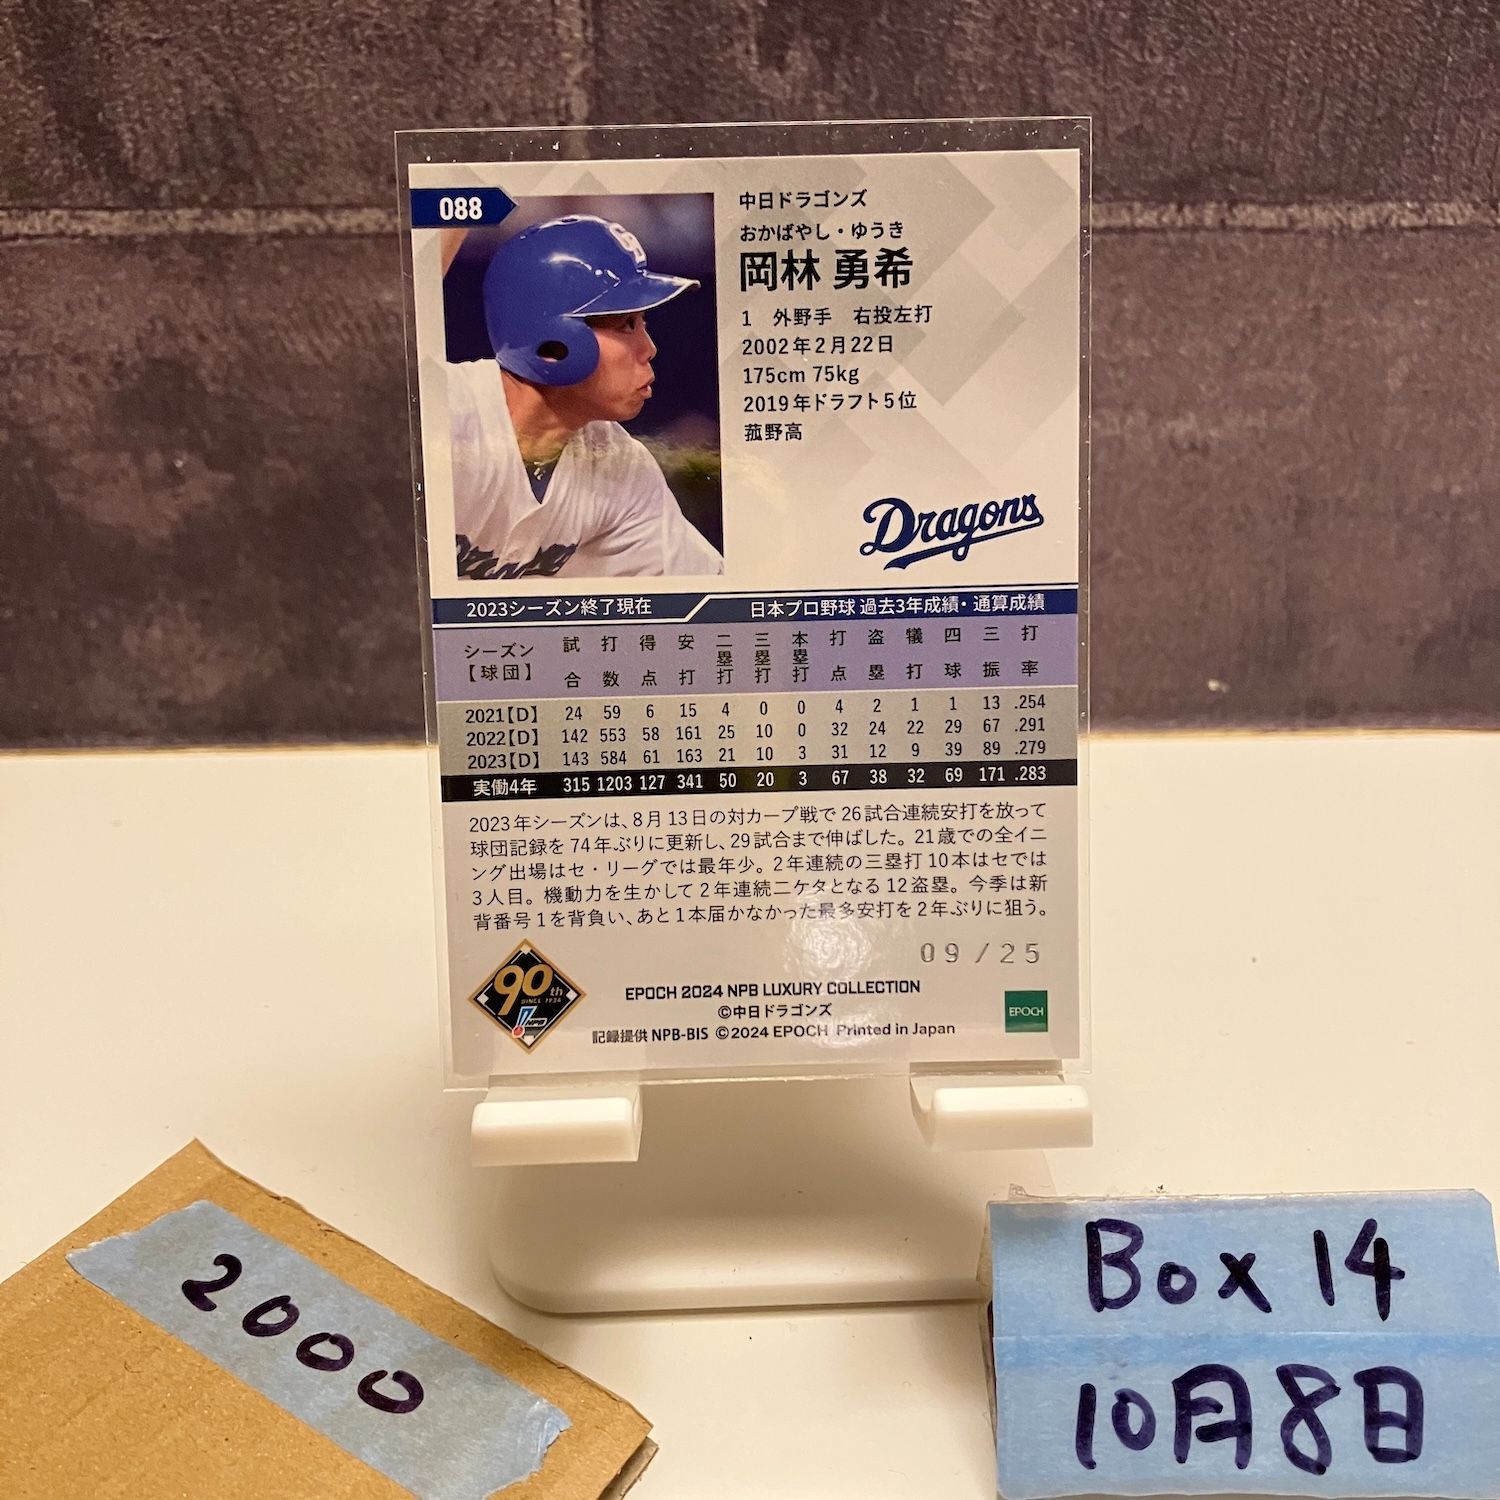 088
中日ドラゴンズ
おかばやし・ゆうき
岡林 勇希
1 外野手 右投左打
2002年2月22日
175cm 75kg
2019年ドラフト5位
菰野高
Dragons
2023シーズン終了現在 日本プロ野球 過去3年成績・通算成績
シーズン【球団】 試合 打数 得点 安打 二塁打 三塁打 本塁打 打点 盗塁 犠打 四球 三振 打率
2021【D】 24 59 6 15 4 0 0 4 2 1 1 13 .254
2022【D】 142 553 58 161 25 10 0 32 24 22 29 67 .291
2023【D】 143 584 61 163 21 10 3 31 12 9 39 89 .279
実働4年 315 1203 127 341 50 20 3 67 38 32 69 171 .283
2023年シーズンは、8月13日の対カープ戦で26試合連続安打を放って
球団記録を74年ぶりに更新し、29試合まで伸ばした。21歳での全イニ
ング出場はセ・リーグでは最年少。2年連続の三塁打10本はセでは
3人目。機動力を生かして2年連続二ケタとなる12盗塁。今季は新
背番号1を背負い、あと1本届かなかった最多安打を2年ぶりに狙う。
09/25
90th
SINCE 1934
NPB
EPOCH 2024 NPB LUXURY COLLECTION
©中日ドラゴンズ
記録提供 NPB-BIS ©2024 EPOCH Printed in Japan
EPOCH
2000
Box 14
10月8日